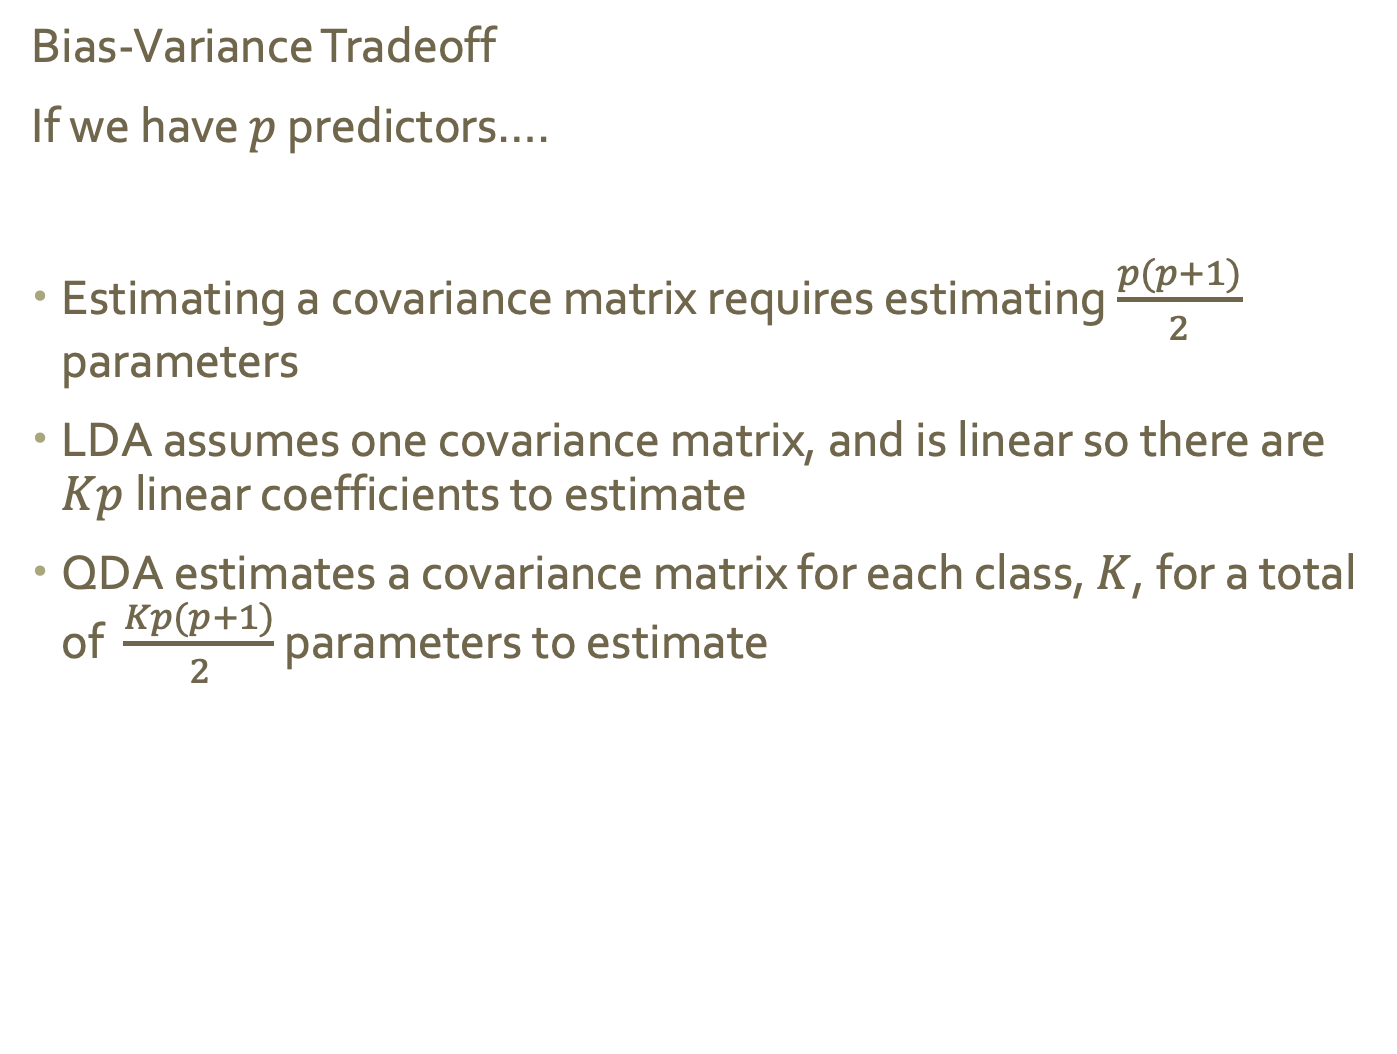 Bias-Variance Tradeoff
If we have p predictors....
• Estimating a covariance matrix requires estimating p(p+1)/2
parameters
• LDA assumes one covariance matrix, and is linear so there are
Kp linear coefficients to estimate
• QDA estimates a covariance matrix for each class, K, for a total
of Kp(p+1)/2 parameters to estimate